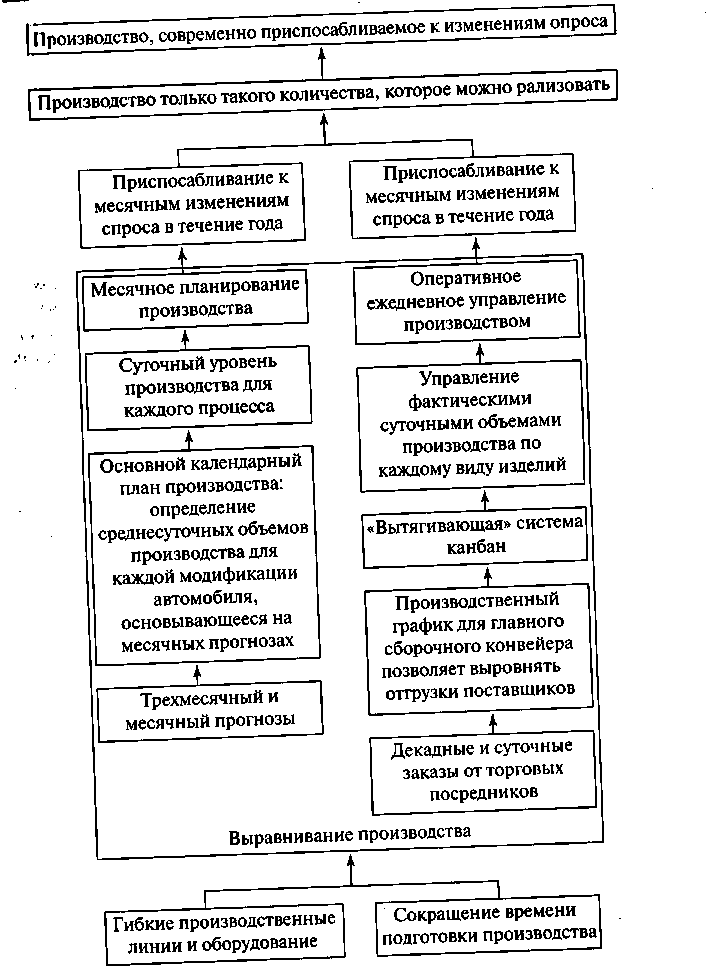 Производство, современно приспосабливаемое к изменениям опроса
Производство только такого количества, которое можно рализовать
Приспосабливание к
месячным изменениям
спроса в течение года
Приспосабливание к
месячным изменениям
спроса в течение года
Месячное планирование
производства
Суточный уровень
производства для
каждого процесса
Основной календарный
план производства:
определение
среднесуточных объемов
производства для
каждой модификации
автомобиля,
основывающееся на
месячных прогнозах
Трехмесячный и
месячный прогнозы
Оперативное
ежедневное управление
производством
Управление
фактическими
суточными объемами
производства по
каждому виду изделий
«Вытягивающая» система
канбан
Производственный
график для главного
сборочного конвейера
позволяет выровнять
отгрузки поставщиков
Декадные и суточные
заказы от торговых
посредников
Выравнивание производства
Гибкие производственные
линии и оборудование
Сокращение времени
подготовки производства